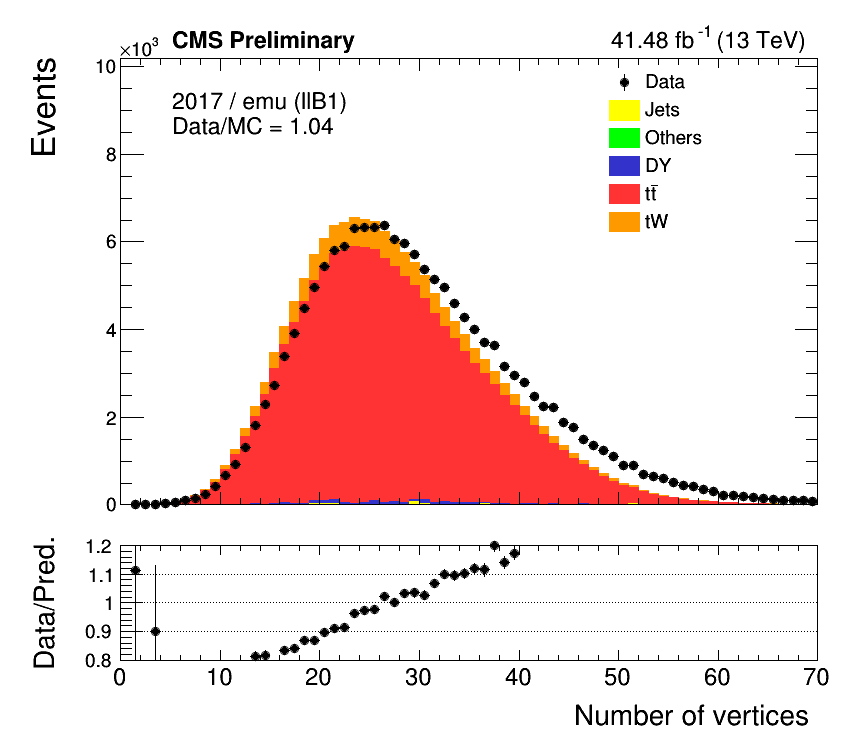 ×10³ CMS Preliminary 41.48 fb⁻¹ (13 TeV)
Events
10
8
6
4
2
0
2017 / emu (llB1)
Data/MC = 1.04
Data
Jets
Others
DY
tt̄
tW
Data/Pred.
1.2
1.1
1
0.9
0.8
0 10 20 30 40 50 60 70
Number of vertices